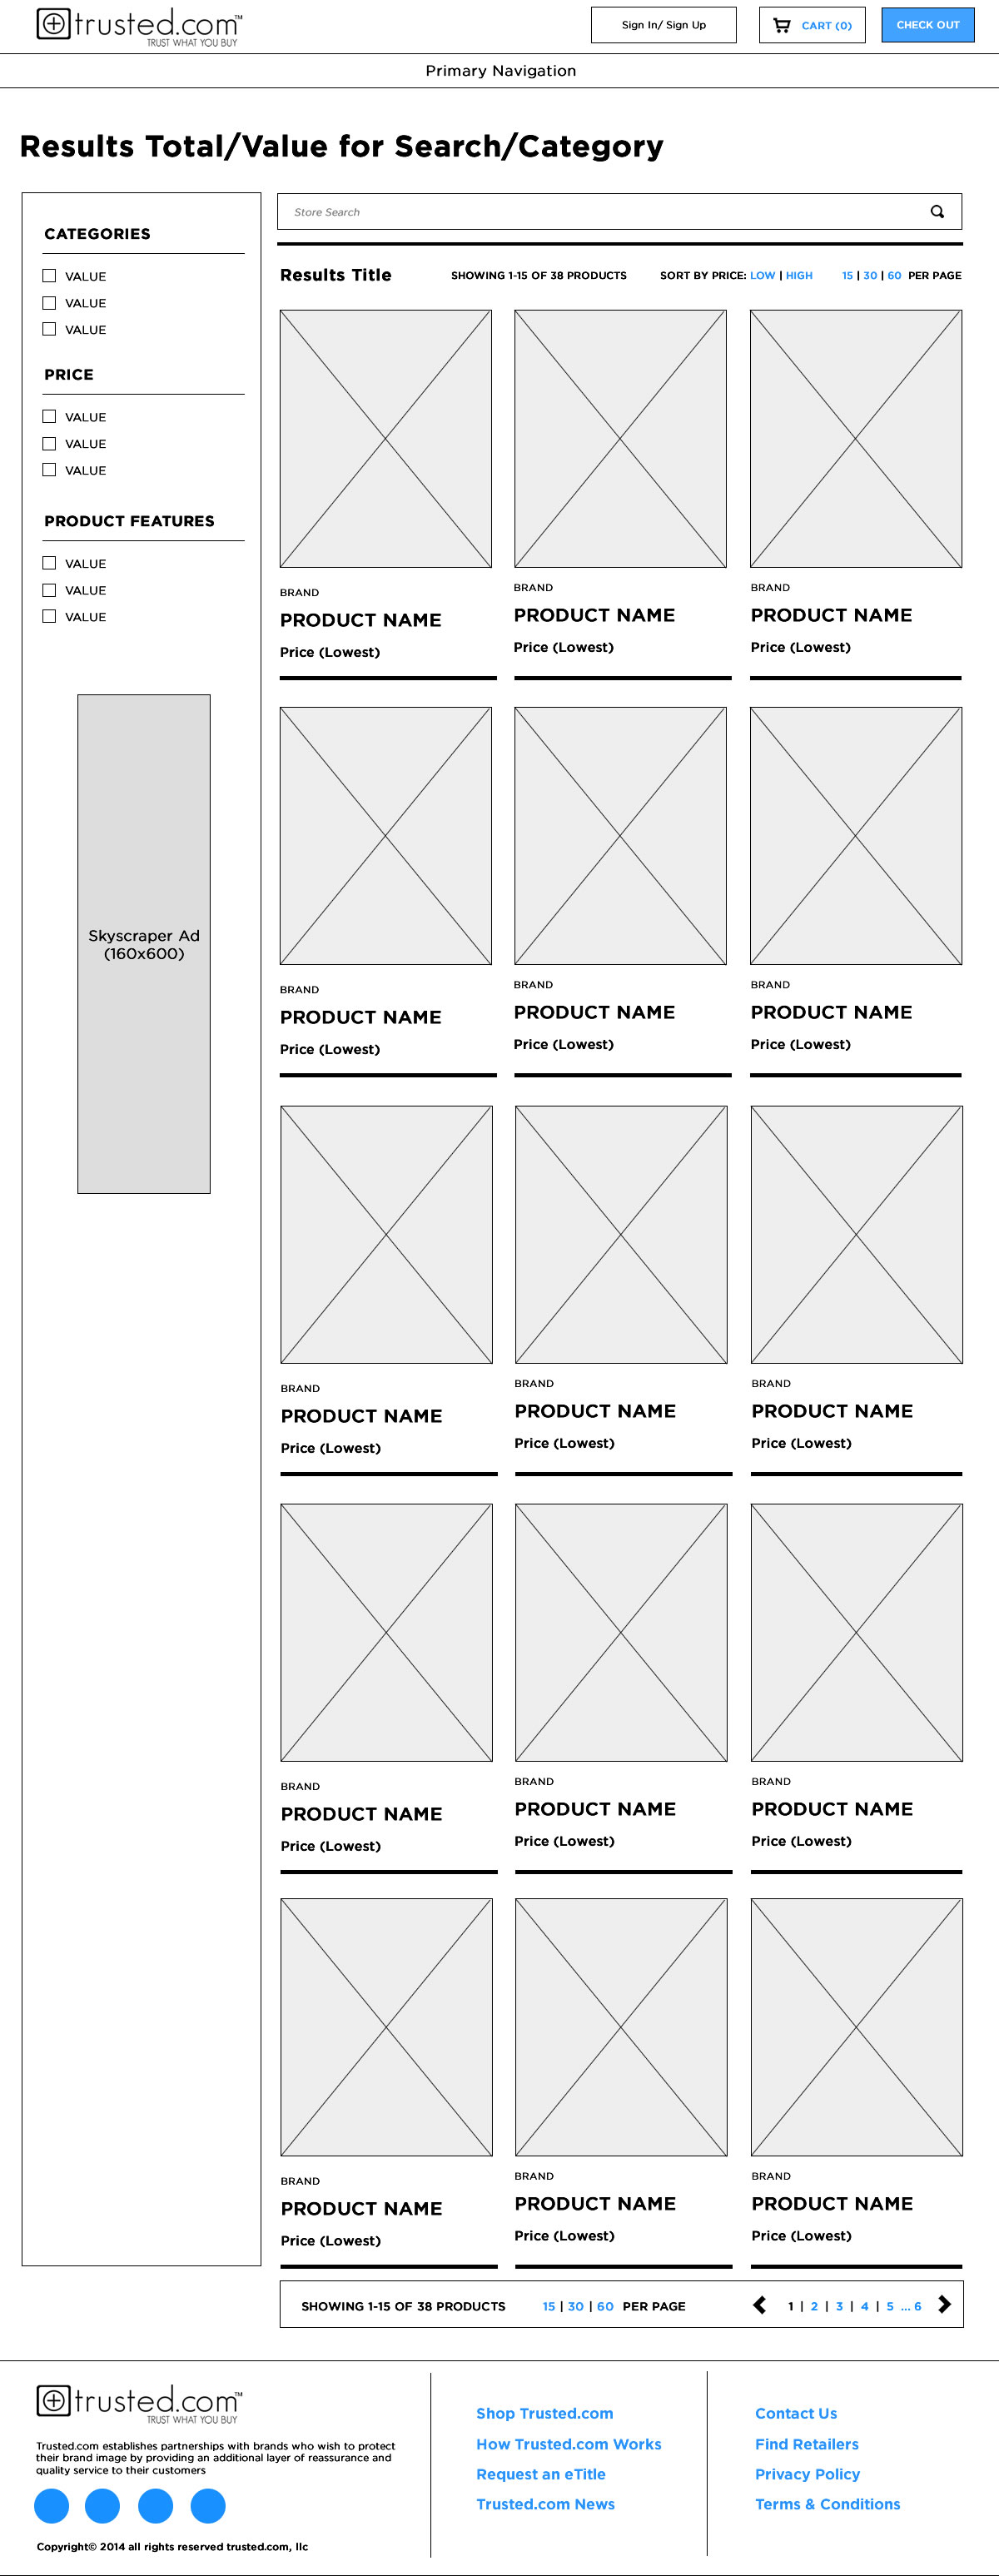 trusted.com™
TRUST WHAT YOU BUY
Sign In/ Sign Up
CART (0)
CHECK OUT
Primary Navigation
Results Total/Value for Search/Category
CATEGORIES
VALUE
VALUE
VALUE
PRICE
VALUE
VALUE
VALUE
PRODUCT FEATURES
VALUE
VALUE
VALUE
Skyscraper Ad
(160x600)
Store Search
Results Title
SHOWING 1-15 OF 38 PRODUCTS
SORT BY PRICE: LOW | HIGH
15 | 30 | 60 PER PAGE
BRAND
PRODUCT NAME
Price (Lowest)
BRAND
PRODUCT NAME
Price (Lowest)
BRAND
PRODUCT NAME
Price (Lowest)
BRAND
PRODUCT NAME
Price (Lowest)
BRAND
PRODUCT NAME
Price (Lowest)
BRAND
PRODUCT NAME
Price (Lowest)
BRAND
PRODUCT NAME
Price (Lowest)
BRAND
PRODUCT NAME
Price (Lowest)
BRAND
PRODUCT NAME
Price (Lowest)
BRAND
PRODUCT NAME
Price (Lowest)
BRAND
PRODUCT NAME
Price (Lowest)
BRAND
PRODUCT NAME
Price (Lowest)
BRAND
PRODUCT NAME
Price (Lowest)
BRAND
PRODUCT NAME
Price (Lowest)
BRAND
PRODUCT NAME
Price (Lowest)
SHOWING 1-15 OF 38 PRODUCTS
15 | 30 | 60 PER PAGE
1 | 2 | 3 | 4 | 5 ... 6
trusted.com™
TRUST WHAT YOU BUY
Trusted.com establishes partnerships with brands who wish to protect
their brand image by providing an additional layer of reassurance and
quality service to their customers
Copyright© 2014 all rights reserved trusted.com, llc
Shop Trusted.com
How Trusted.com Works
Request an eTitle
Trusted.com News
Contact Us
Find Retailers
Privacy Policy
Terms & Conditions